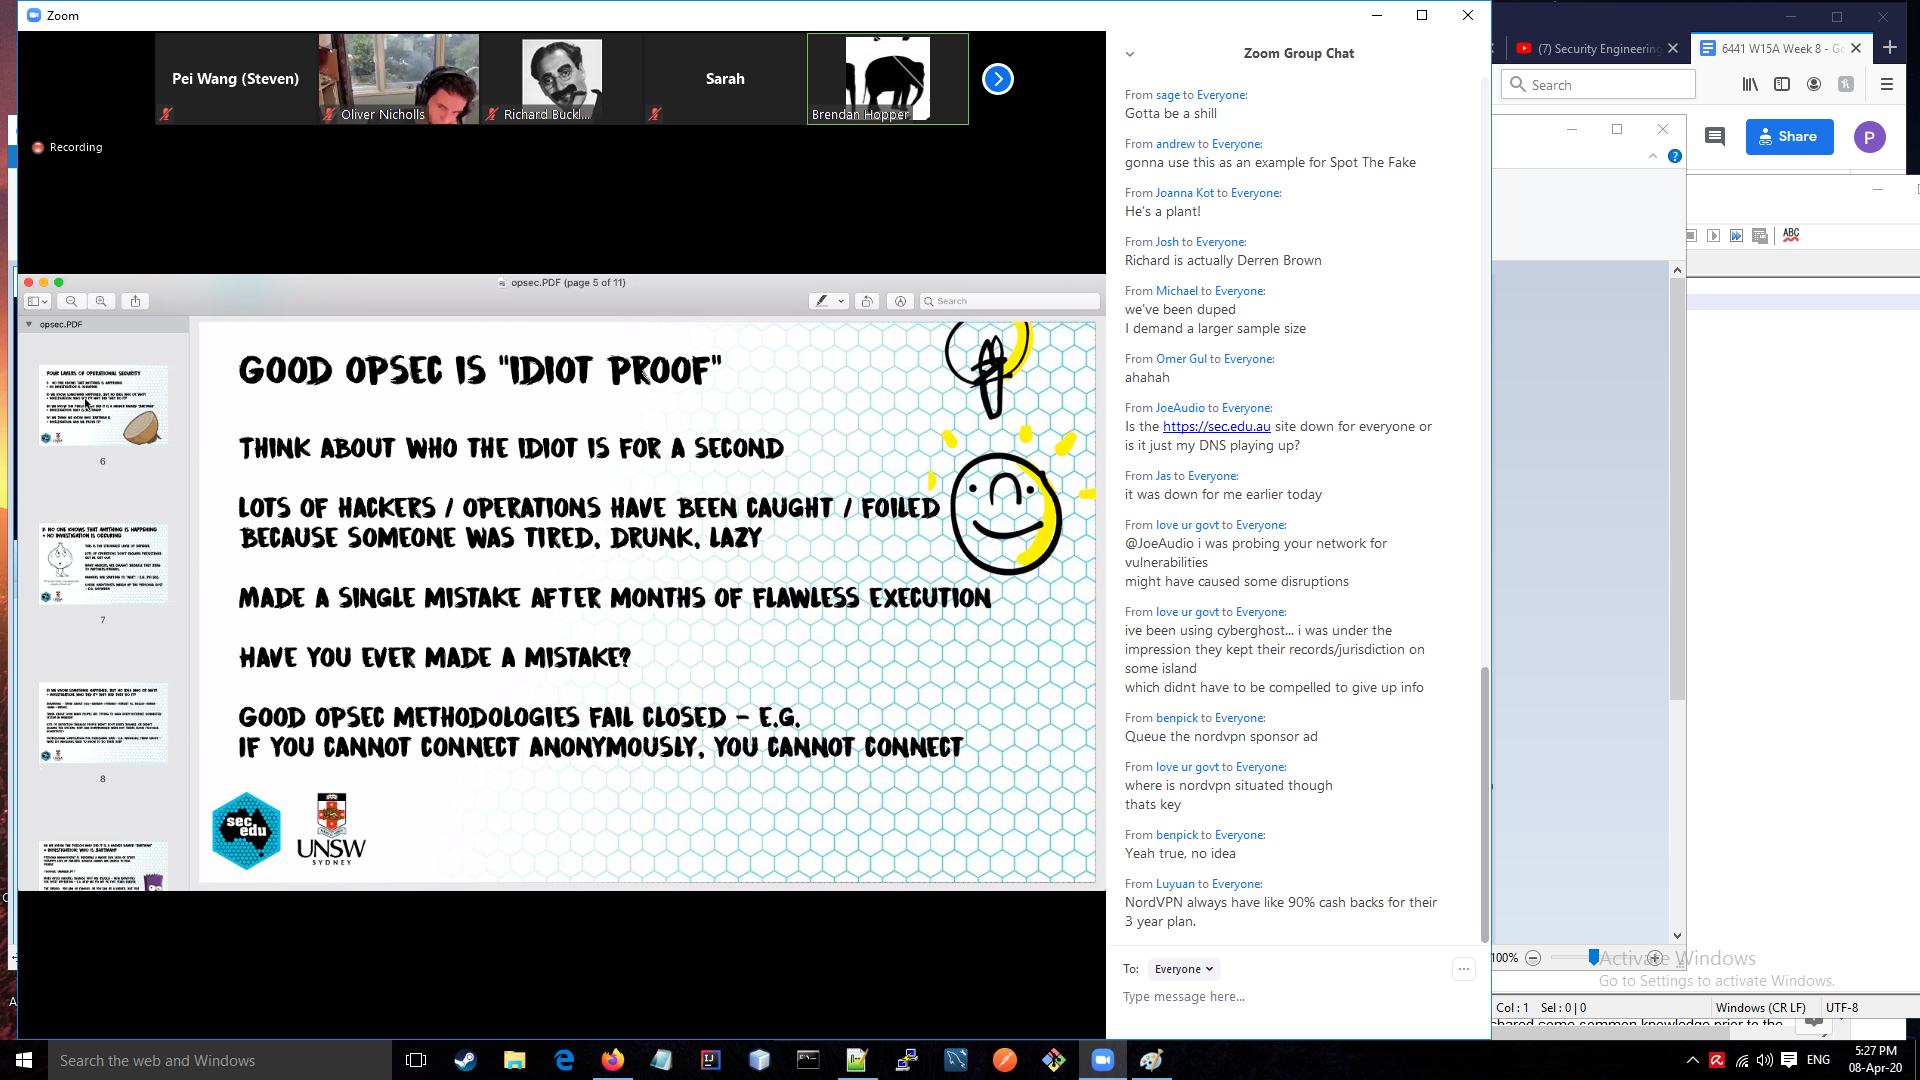 Zoom
Pei Wang (Steven)
Oliver Nicholls
Richard Buckl...
Sarah
Brendan Hopper
Recording
opsec.PDF (page 5 of 11)
Search
opsec.PDF
FOUR LAYERS OF OPERATIONAL SECURITY
6
7
8
GOOD OPSEC IS "IDIOT PROOF"
THINK ABOUT WHO THE IDIOT IS FOR A SECOND
LOTS OF HACKERS / OPERATIONS HAVE BEEN CAUGHT / FOILED
BECAUSE SOMEONE WAS TIRED, DRUNK, LAZY
MADE A SINGLE MISTAKE AFTER MONTHS OF FLAWLESS EXECUTION
HAVE YOU EVER MADE A MISTAKE?
GOOD OPSEC METHODOLOGIES FAIL CLOSED - E.G.
IF YOU CANNOT CONNECT ANONYMOUSLY, YOU CANNOT CONNECT
sec
edu
UNSW
SYDNEY
Zoom Group Chat
From sage to Everyone:
Gotta be a shill
From andrew to Everyone:
gonna use this as an example for Spot The Fake
From Joanna Kot to Everyone:
He's a plant!
From Josh to Everyone:
Richard is actually Derren Brown
From Michael to Everyone:
we've been duped
I demand a larger sample size
From Omer Gul to Everyone:
ahahah
From JoeAudio to Everyone:
Is the https://sec.edu.au site down for everyone or
is it just my DNS playing up?
From Jas to Everyone:
it was down for me earlier today
From love ur govt to Everyone:
@JoeAudio i was probing your network for
vulnerabilities
might have caused some disruptions
From love ur govt to Everyone:
ive been using cyberghost... i was under the
impression they kept their records/jurisdiction on
some island
which didnt have to be compelled to give up info
From benpick to Everyone:
Queue the nordvpn sponsor ad
From love ur govt to Everyone:
where is nordvpn situated though
thats key
From benpick to Everyone:
Yeah true, no idea
From Luyuan to Everyone:
NordVPN always have like 90% cash backs for their
3 year plan.
To: Everyone
Type message here...
(7) Security Engineering
6441 W15A Week 8 - Go
Search
Share
P
ABC
100%
Activate Windows
Go to Settings to activate Windows.
Col : 1 Sel : 0 | 0
Windows (CR LF)
UTF-8
shared some common knowledge prior to the
Search the web and Windows
ENG
5:27 PM
08-Apr-20